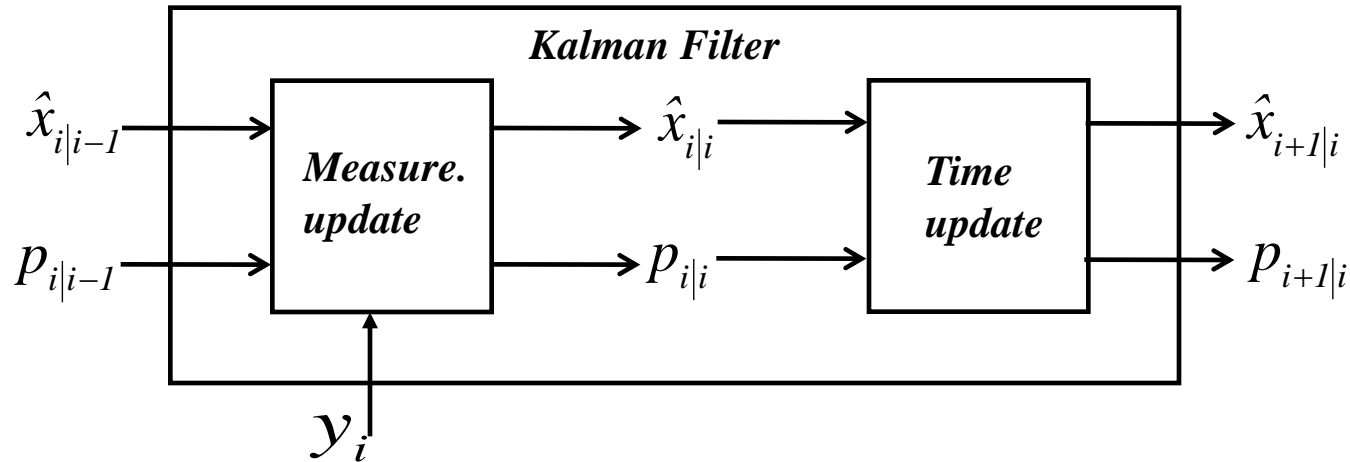 Kalman Filter
x̂_{i|i-1}
Measure.
update
x̂_{i|i}
Time
update
x̂_{i+1|i}
p_{i|i-1}
p_{i|i}
p_{i+1|i}
y_i